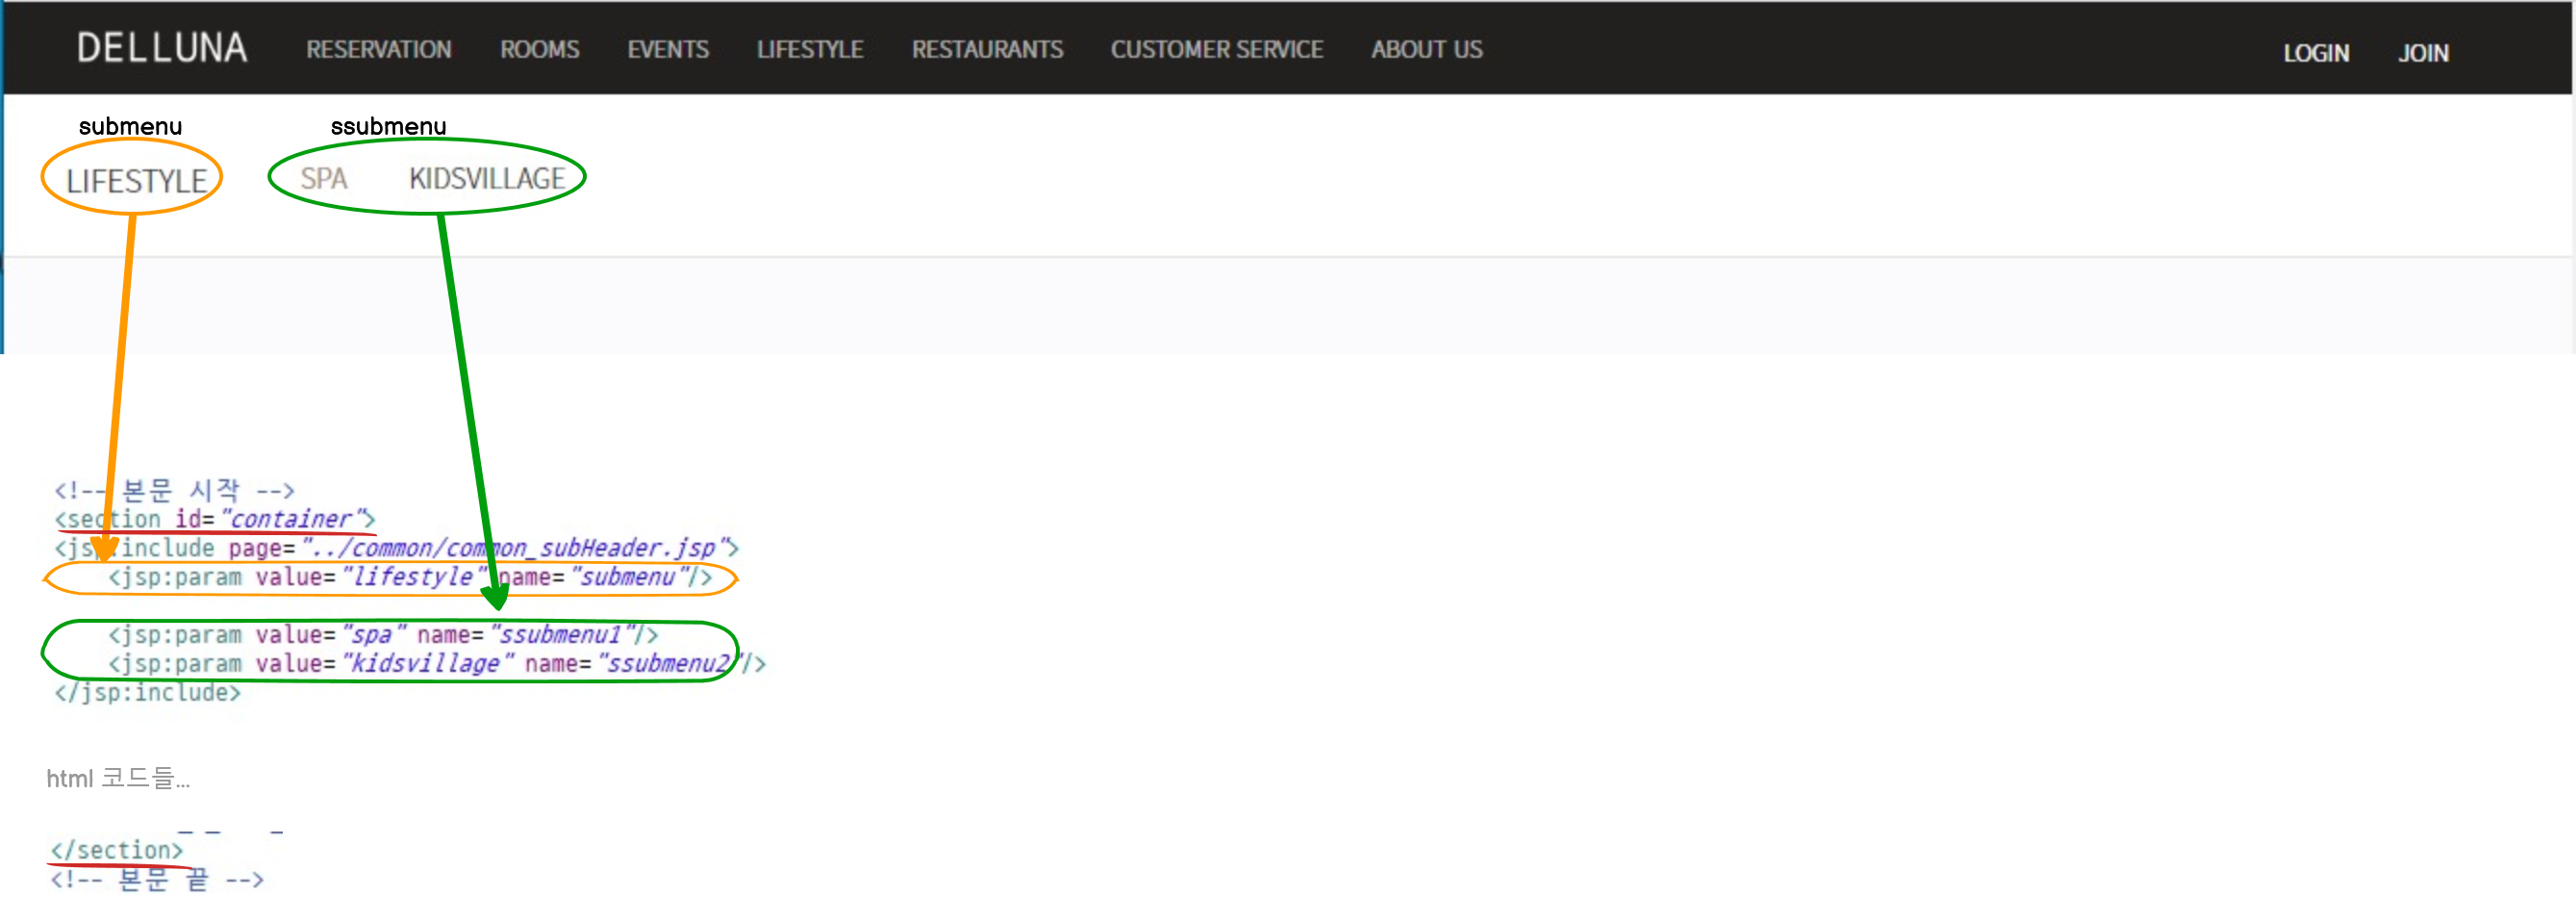 DELLUNA RESERVATION ROOMS EVENTS LIFESTYLE RESTAURANTS CUSTOMER SERVICE ABOUT US LOGIN JOIN
submenu ssubmenu
LIFESTYLE SPA KIDSVILLAGE
<!-- 본문 시작 -->
<section id="container">
<jsp:include page="../common/common_subHeader.jsp">
<jsp:param value="lifestyle" name="submenu"/>
<jsp:param value="spa" name="ssubmenu1"/>
<jsp:param value="kidsvillage" name="ssubmenu2"/>
</jsp:include>
html 코드들...
</section>
<!-- 본문 끝 -->